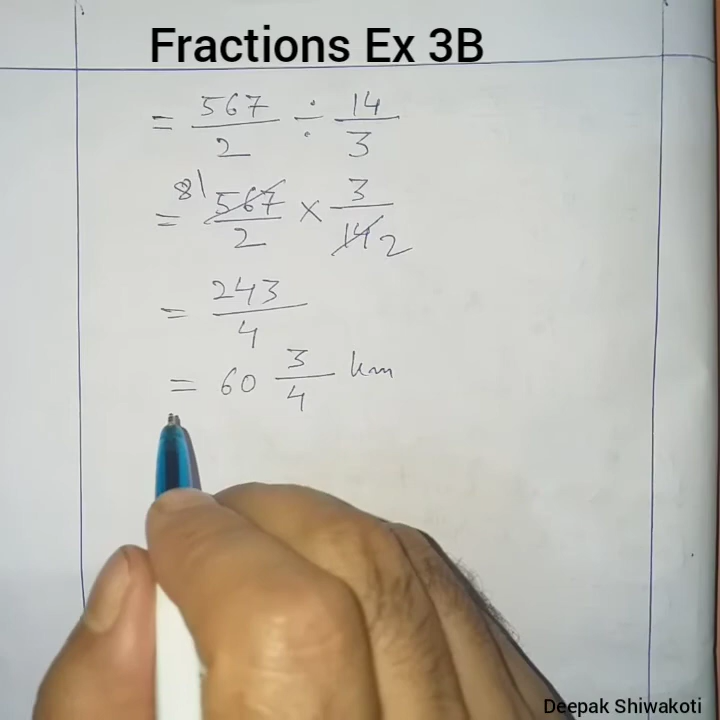 Fractions Ex 3B
= 567/2 ÷ 14/3
= 81 567/2 × 3/14 2
= 243/4
= 60 3/4 km
Deepak Shiwakoti